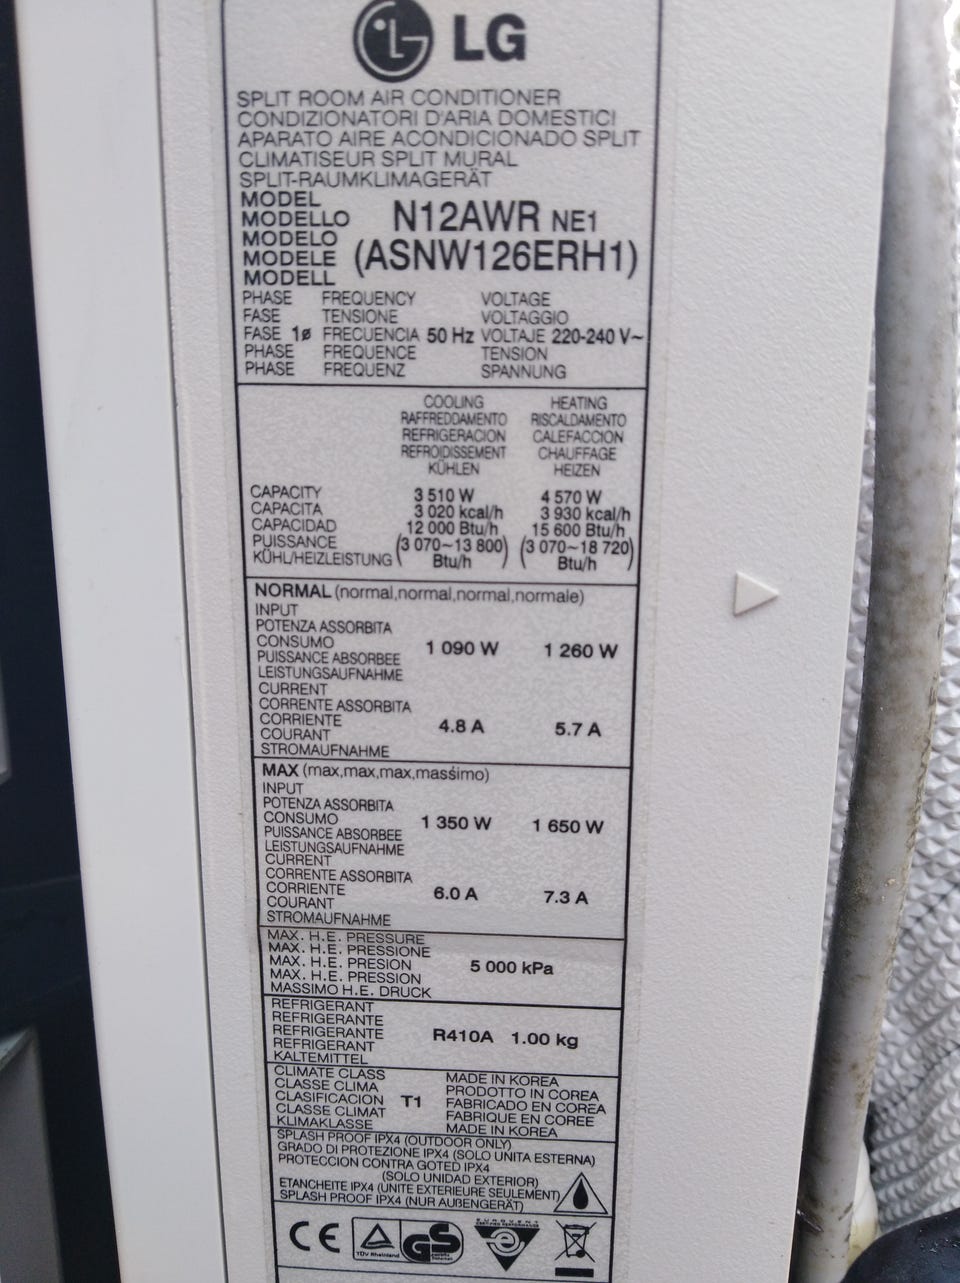 LG
SPLIT ROOM AIR CONDITIONER
CONDIZIONATORI D'ARIA DOMESTICI
APARATO AIRE ACONDICIONADO SPLIT
CLIMATISEUR SPLIT MURAL
SPLIT-RAUMKLIMAGERÄT
MODEL
MODELLO
MODELO
MODELE
MODELL
N12AWR NE1
(ASNW126ERH1)
PHASE FREQUENCY VOLTAGE
FASE TENSIONE VOLTAGGIO
FASE 1ø FRECUENCIA 50 Hz VOLTAJE 220-240 V~
PHASE FREQUENCE TENSION
PHASE FREQUENZ SPANNUNG
COOLING HEATING
RAFFREDDAMENTO RISCALDAMENTO
REFRIGERACION CALEFACCION
REFROIDISSEMENT CHAUFFAGE
KÜHLEN HEIZEN
CAPACITY 3 510 W 4 570 W
CAPACITA 3 020 kcal/h 3 930 kcal/h
CAPACIDAD 12 000 Btu/h 15 600 Btu/h
PUISSANCE (3 070~13 800) (3 070~18 720)
KÜHL/HEIZLEISTUNG Btu/h Btu/h
NORMAL (normal,normal,normal,normale)
INPUT
POTENZA ASSORBITA
CONSUMO 1 090 W 1 260 W
PUISSANCE ABSORBEE
LEISTUNGSAUFNAHME
CURRENT
CORRENTE ASSORBITA
CORRIENTE 4.8 A 5.7 A
COURANT
STROMAUFNAHME
MAX (max,max,max,massimo)
INPUT
POTENZA ASSORBITA
CONSUMO 1 350 W 1 650 W
PUISSANCE ABSORBEE
LEISTUNGSAUFNAHME
CURRENT
CORRENTE ASSORBITA
CORRIENTE 6.0 A 7.3 A
COURANT
STROMAUFNAHME
MAX. H.E. PRESSURE
MAX. H.E. PRESSIONE
MAX. H.E. PRESION 5 000 kPa
MAX. H.E. PRESSION
MASSIMO H.E. DRUCK
REFRIGERANT
REFRIGERANTE
REFRIGERANTE R410A 1.00 kg
REFRIGERANT
KALTEMITTEL
CLIMATE CLASS MADE IN KOREA
CLASSE CLIMA PRODOTTO IN COREA
CLASIFICACION T1 FABRICADO EN COREA
CLASSE CLIMAT FABRIQUE EN COREE
KLIMAKLASSE MADE IN KOREA
SPLASH PROOF IPX4 (OUTDOOR ONLY)
GRADO DI PROTEZIONE IPX4 (SOLO UNITA ESTERNA)
PROTECCION CONTRA GOTED IPX4
(SOLO UNIDAD EXTERIOR)
ETANCHEITE IPX4 (UNITE EXTERIEURE SEULEMENT)
SPLASH PROOF IPX4 (NUR AUßENGERÄT)
CE TÜV Rheinland GS EUROVENT
CERTIFIED PERFORMANCE